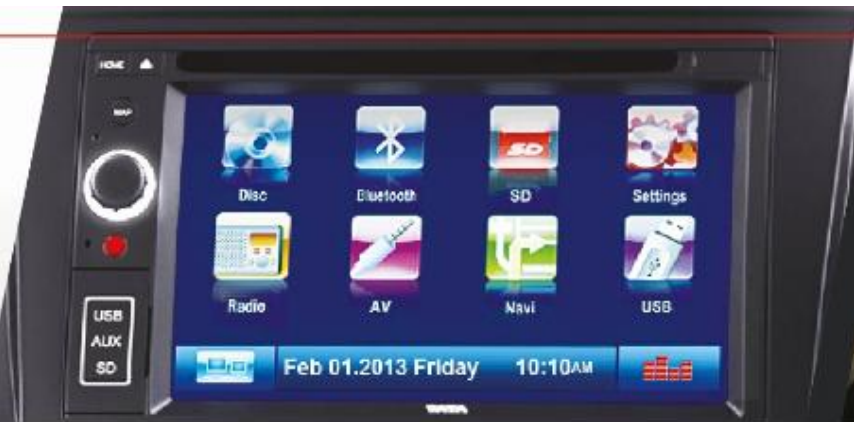 HOME
MAP
Disc
Bluetooth
SD
SD
Settings
Radio
AV
Navi
USB
USB
AUX
SD
Feb 01.2013 Friday 10:10AM
TATA